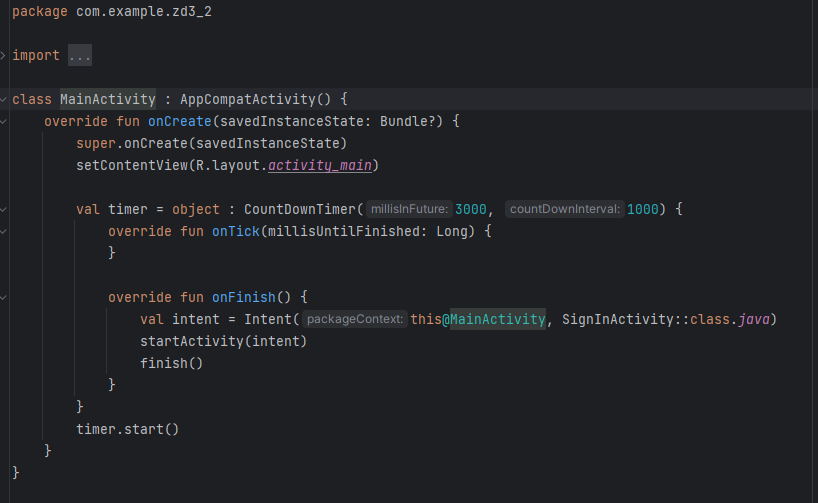 package com.example.zd3_2
import ...
class MainActivity : AppCompatActivity() {
override fun onCreate(savedInstanceState: Bundle?) {
super.onCreate(savedInstanceState)
setContentView(R.layout.activity_main)
val timer = object : CountDownTimer( millisInFuture: 3000, countDownInterval: 1000) {
override fun onTick(millisUntilFinished: Long) {
}
override fun onFinish() {
val intent = Intent( packageContext: this@MainActivity, SignInActivity::class.java)
startActivity(intent)
finish()
}
}
timer.start()
}
}